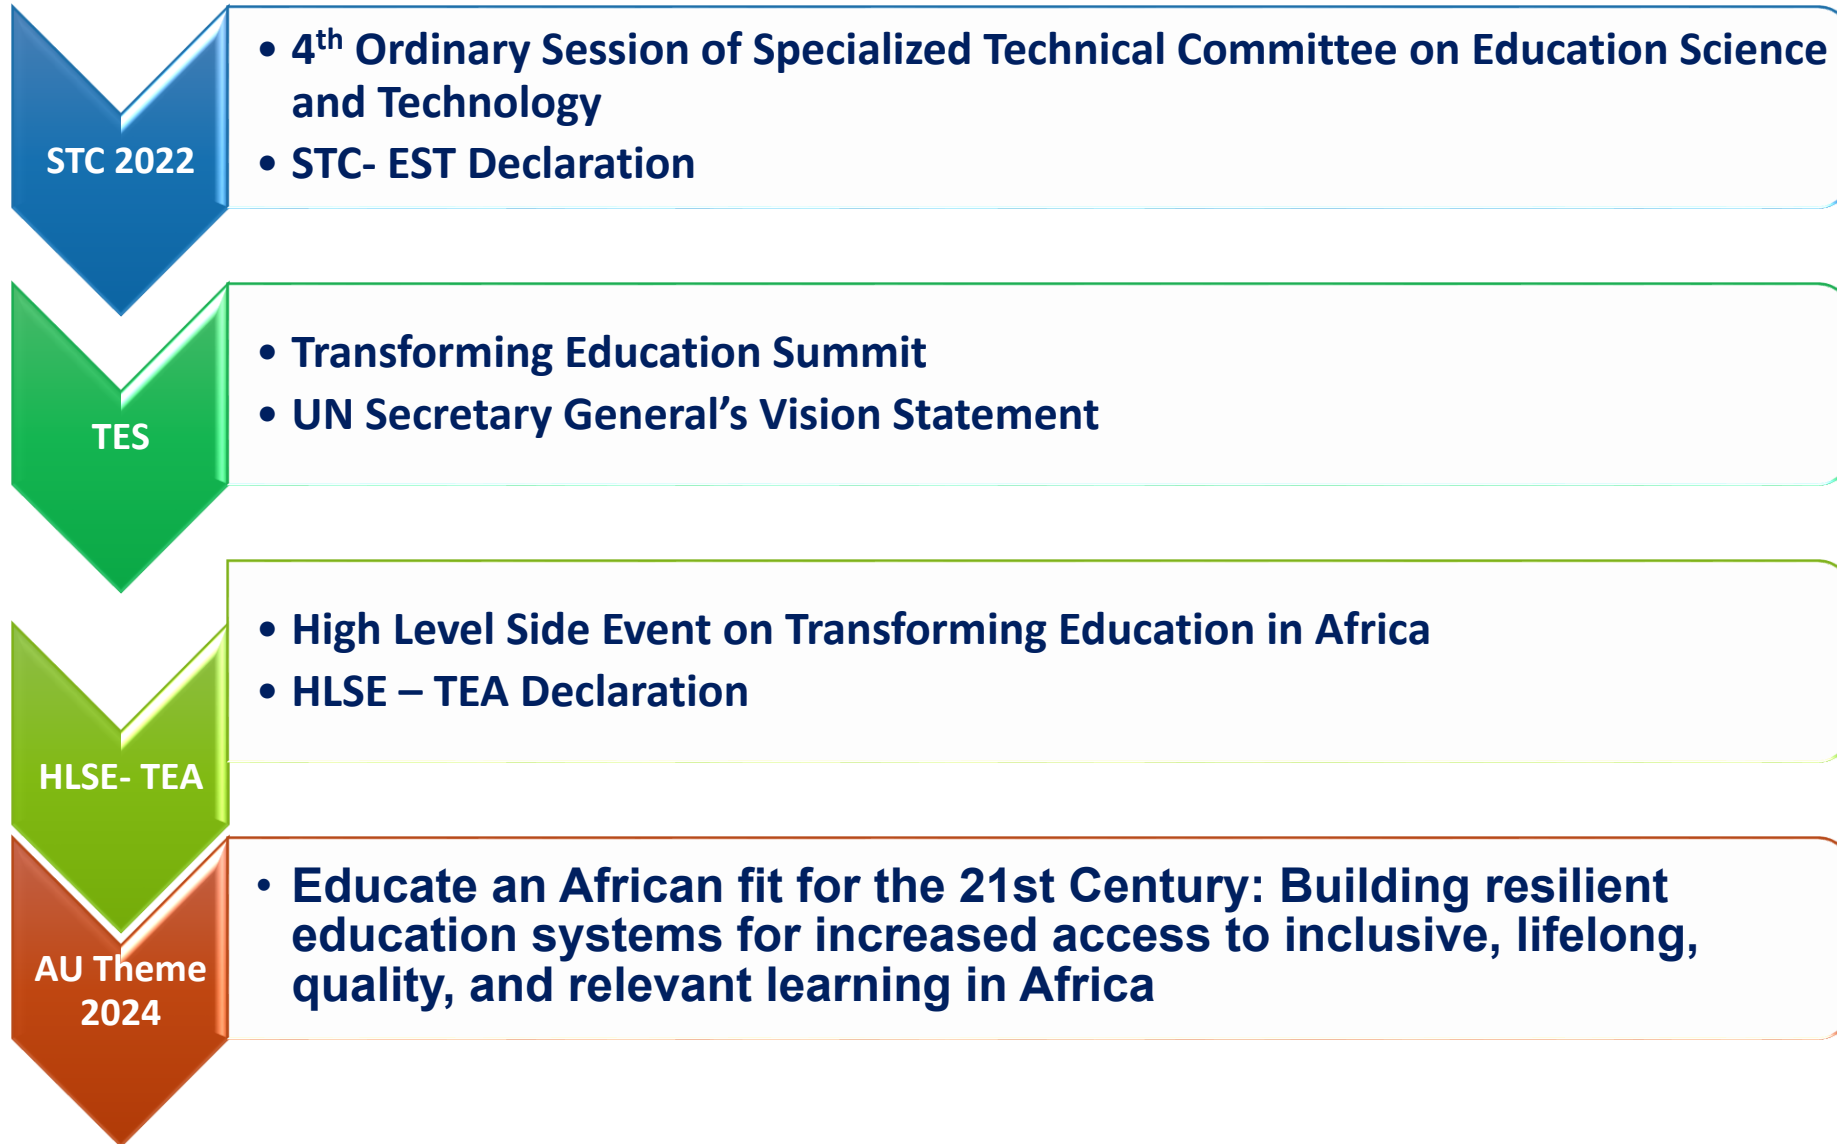 STC 2022
• 4th Ordinary Session of Specialized Technical Committee on Education Science
and Technology
• STC- EST Declaration
TES
• Transforming Education Summit
• UN Secretary General’s Vision Statement
HLSE- TEA
• High Level Side Event on Transforming Education in Africa
• HLSE – TEA Declaration
AU Theme
2024
• Educate an African fit for the 21st Century: Building resilient
education systems for increased access to inclusive, lifelong,
quality, and relevant learning in Africa